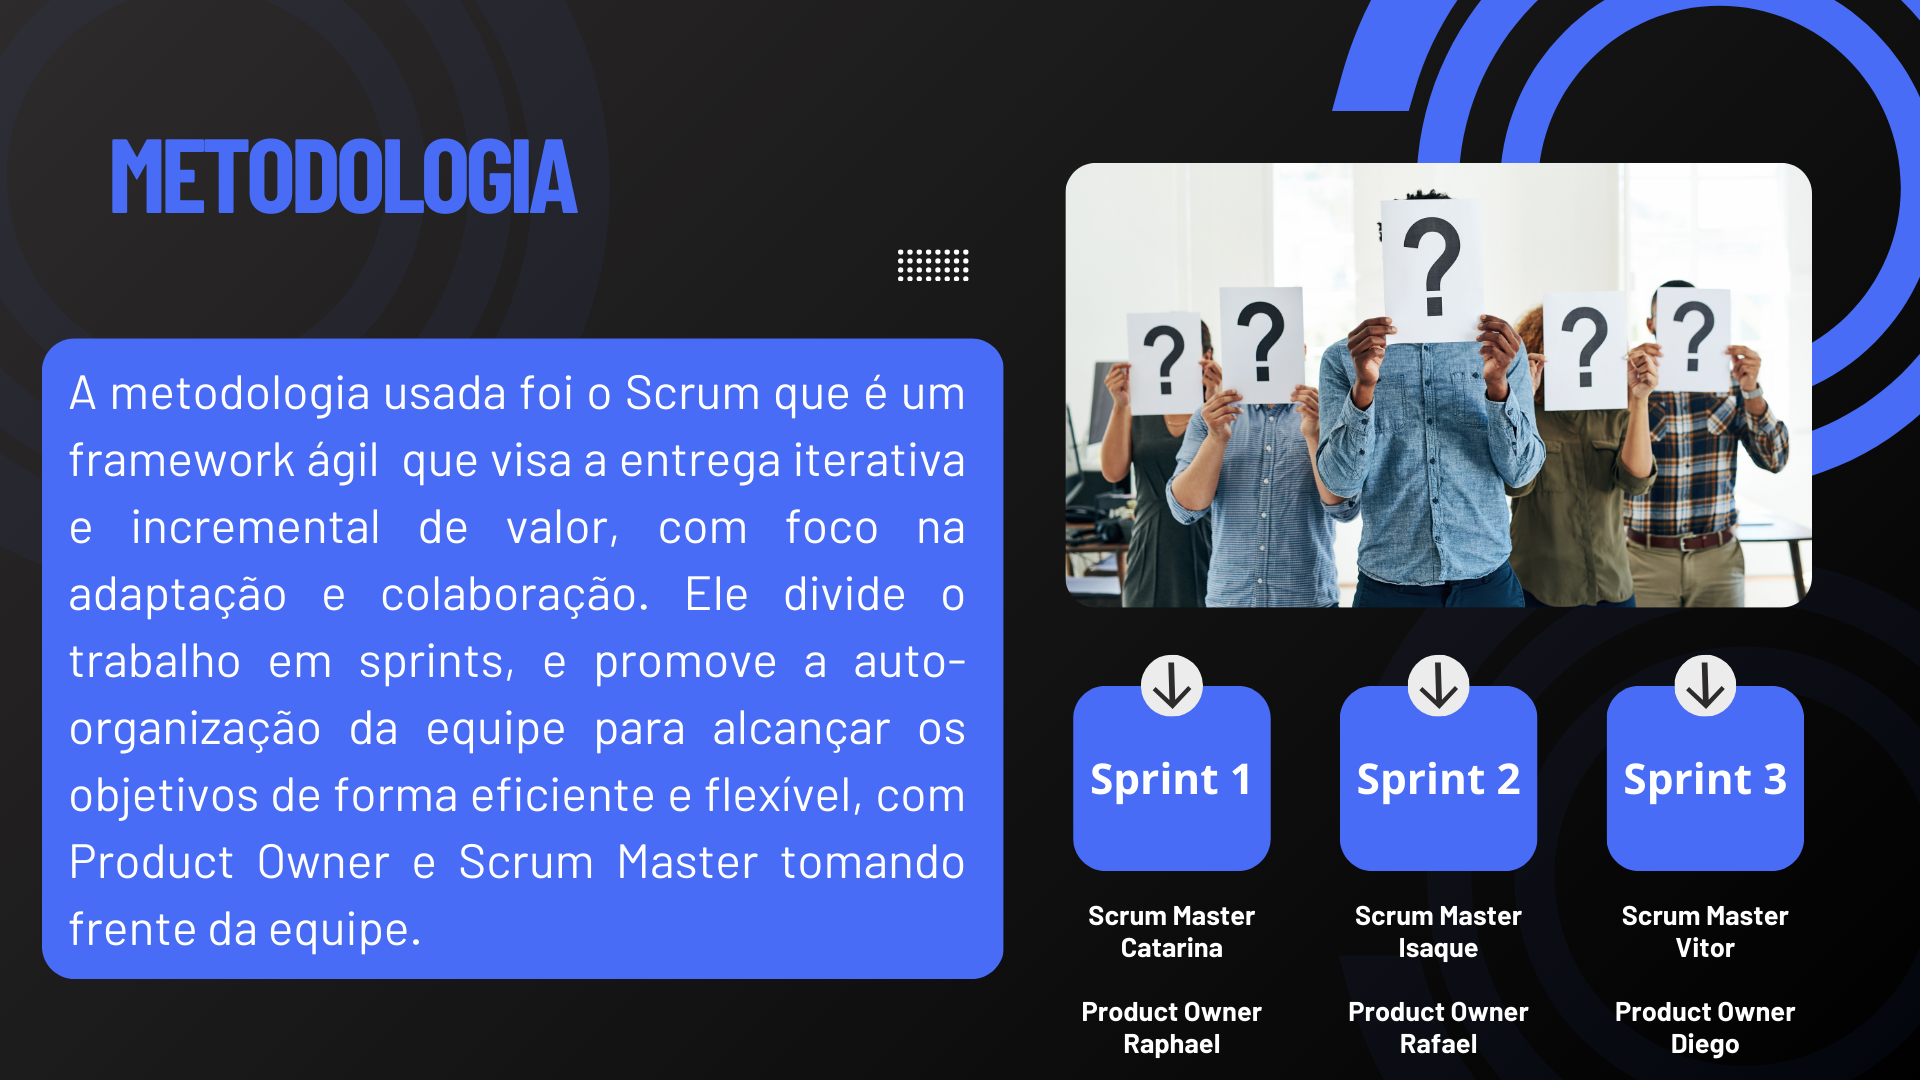 METODOLOGIA
A metodologia usada foi o Scrum que é um
framework ágil que visa a entrega iterativa
e incremental de valor, com foco na
adaptação e colaboração. Ele divide o
trabalho em sprints, e promove a auto-
organização da equipe para alcançar os
objetivos de forma eficiente e flexível, com
Product Owner e Scrum Master tomando
frente da equipe.
? ? ? ? ?
Sprint 1
Sprint 2
Sprint 3
Scrum Master
Catarina
Product Owner
Raphael
Scrum Master
Isaque
Product Owner
Rafael
Scrum Master
Vitor
Product Owner
Diego